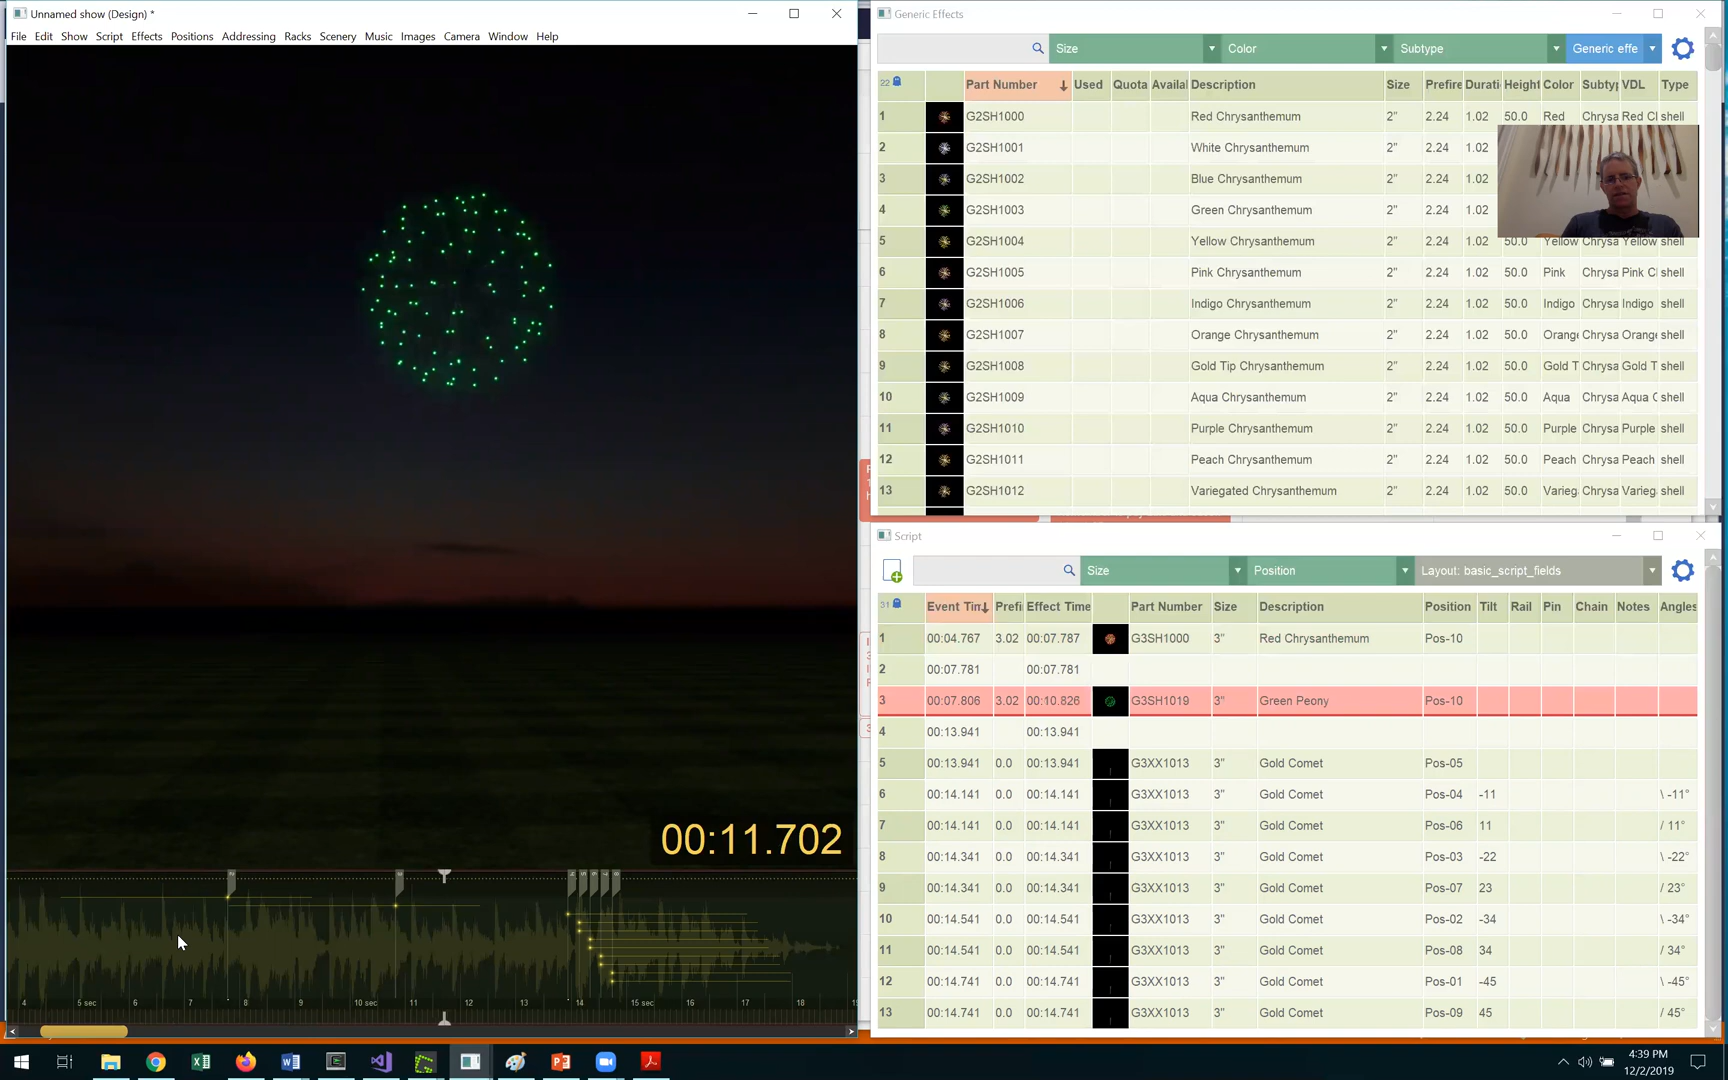 Unnamed show (Design) *
File Edit Show Script Effects Positions Addressing Racks Scenery Music Images Camera Window Help
00:11.702
2 3 4 5 6 7 8
4 5 sec 6 7 8 9 10 sec 11 12 13 14 15 sec 16 17 18
Generic Effects
Size Color Subtype Generic effe
22 Part Number Used Quota Availal Description Size Prefire Durati Height Color Subtyp VDL Type
1 G2SH1000 Red Chrysanthemum 2" 2.24 1.02 50.0 Red Chrysa Red Cl shell
2 G2SH1001 White Chrysanthemum 2" 2.24 1.02
3 G2SH1002 Blue Chrysanthemum 2" 2.24 1.02
4 G2SH1003 Green Chrysanthemum 2" 2.24 1.02
5 G2SH1004 Yellow Chrysanthemum 2" 2.24 1.02 50.0 Yellow Chrysa Yellow shell
6 G2SH1005 Pink Chrysanthemum 2" 2.24 1.02 50.0 Pink Chrysa Pink C shell
7 G2SH1006 Indigo Chrysanthemum 2" 2.24 1.02 50.0 Indigo Chrysa Indigo shell
8 G2SH1007 Orange Chrysanthemum 2" 2.24 1.02 50.0 Orang Chrysa Orang shell
9 G2SH1008 Gold Tip Chrysanthemum 2" 2.24 1.02 50.0 Gold T Chrysa Gold T shell
10 G2SH1009 Aqua Chrysanthemum 2" 2.24 1.02 50.0 Aqua Chrysa Aqua C shell
11 G2SH1010 Purple Chrysanthemum 2" 2.24 1.02 50.0 Purple Chrysa Purple shell
12 G2SH1011 Peach Chrysanthemum 2" 2.24 1.02 50.0 Peach Chrysa Peach shell
13 G2SH1012 Variegated Chrysanthemum 2" 2.24 1.02 50.0 Varieg Chrysa Varieg shell
Script
Size Position Layout: basic_script_fields
31 Event Tim Prefi Effect Time Part Number Size Description Position Tilt Rail Pin Chain Notes Angles
1 00:04.767 3.02 00:07.787 G3SH1000 3" Red Chrysanthemum Pos-10
2 00:07.781 00:07.781
3 00:07.806 3.02 00:10.826 G3SH1019 3" Green Peony Pos-10
4 00:13.941 00:13.941
5 00:13.941 0.0 00:13.941 G3XX1013 3" Gold Comet Pos-05
6 00:14.141 0.0 00:14.141 G3XX1013 3" Gold Comet Pos-04 -11 \ -11°
7 00:14.141 0.0 00:14.141 G3XX1013 3" Gold Comet Pos-06 11 / 11°
8 00:14.341 0.0 00:14.341 G3XX1013 3" Gold Comet Pos-03 -22 \ -22°
9 00:14.341 0.0 00:14.341 G3XX1013 3" Gold Comet Pos-07 23 / 23°
10 00:14.541 0.0 00:14.541 G3XX1013 3" Gold Comet Pos-02 -34 \ -34°
11 00:14.541 0.0 00:14.541 G3XX1013 3" Gold Comet Pos-08 34 / 34°
12 00:14.741 0.0 00:14.741 G3XX1013 3" Gold Comet Pos-01 -45 \ -45°
13 00:14.741 0.0 00:14.741 G3XX1013 3" Gold Comet Pos-09 45 / 45°
4:39 PM
12/2/2019